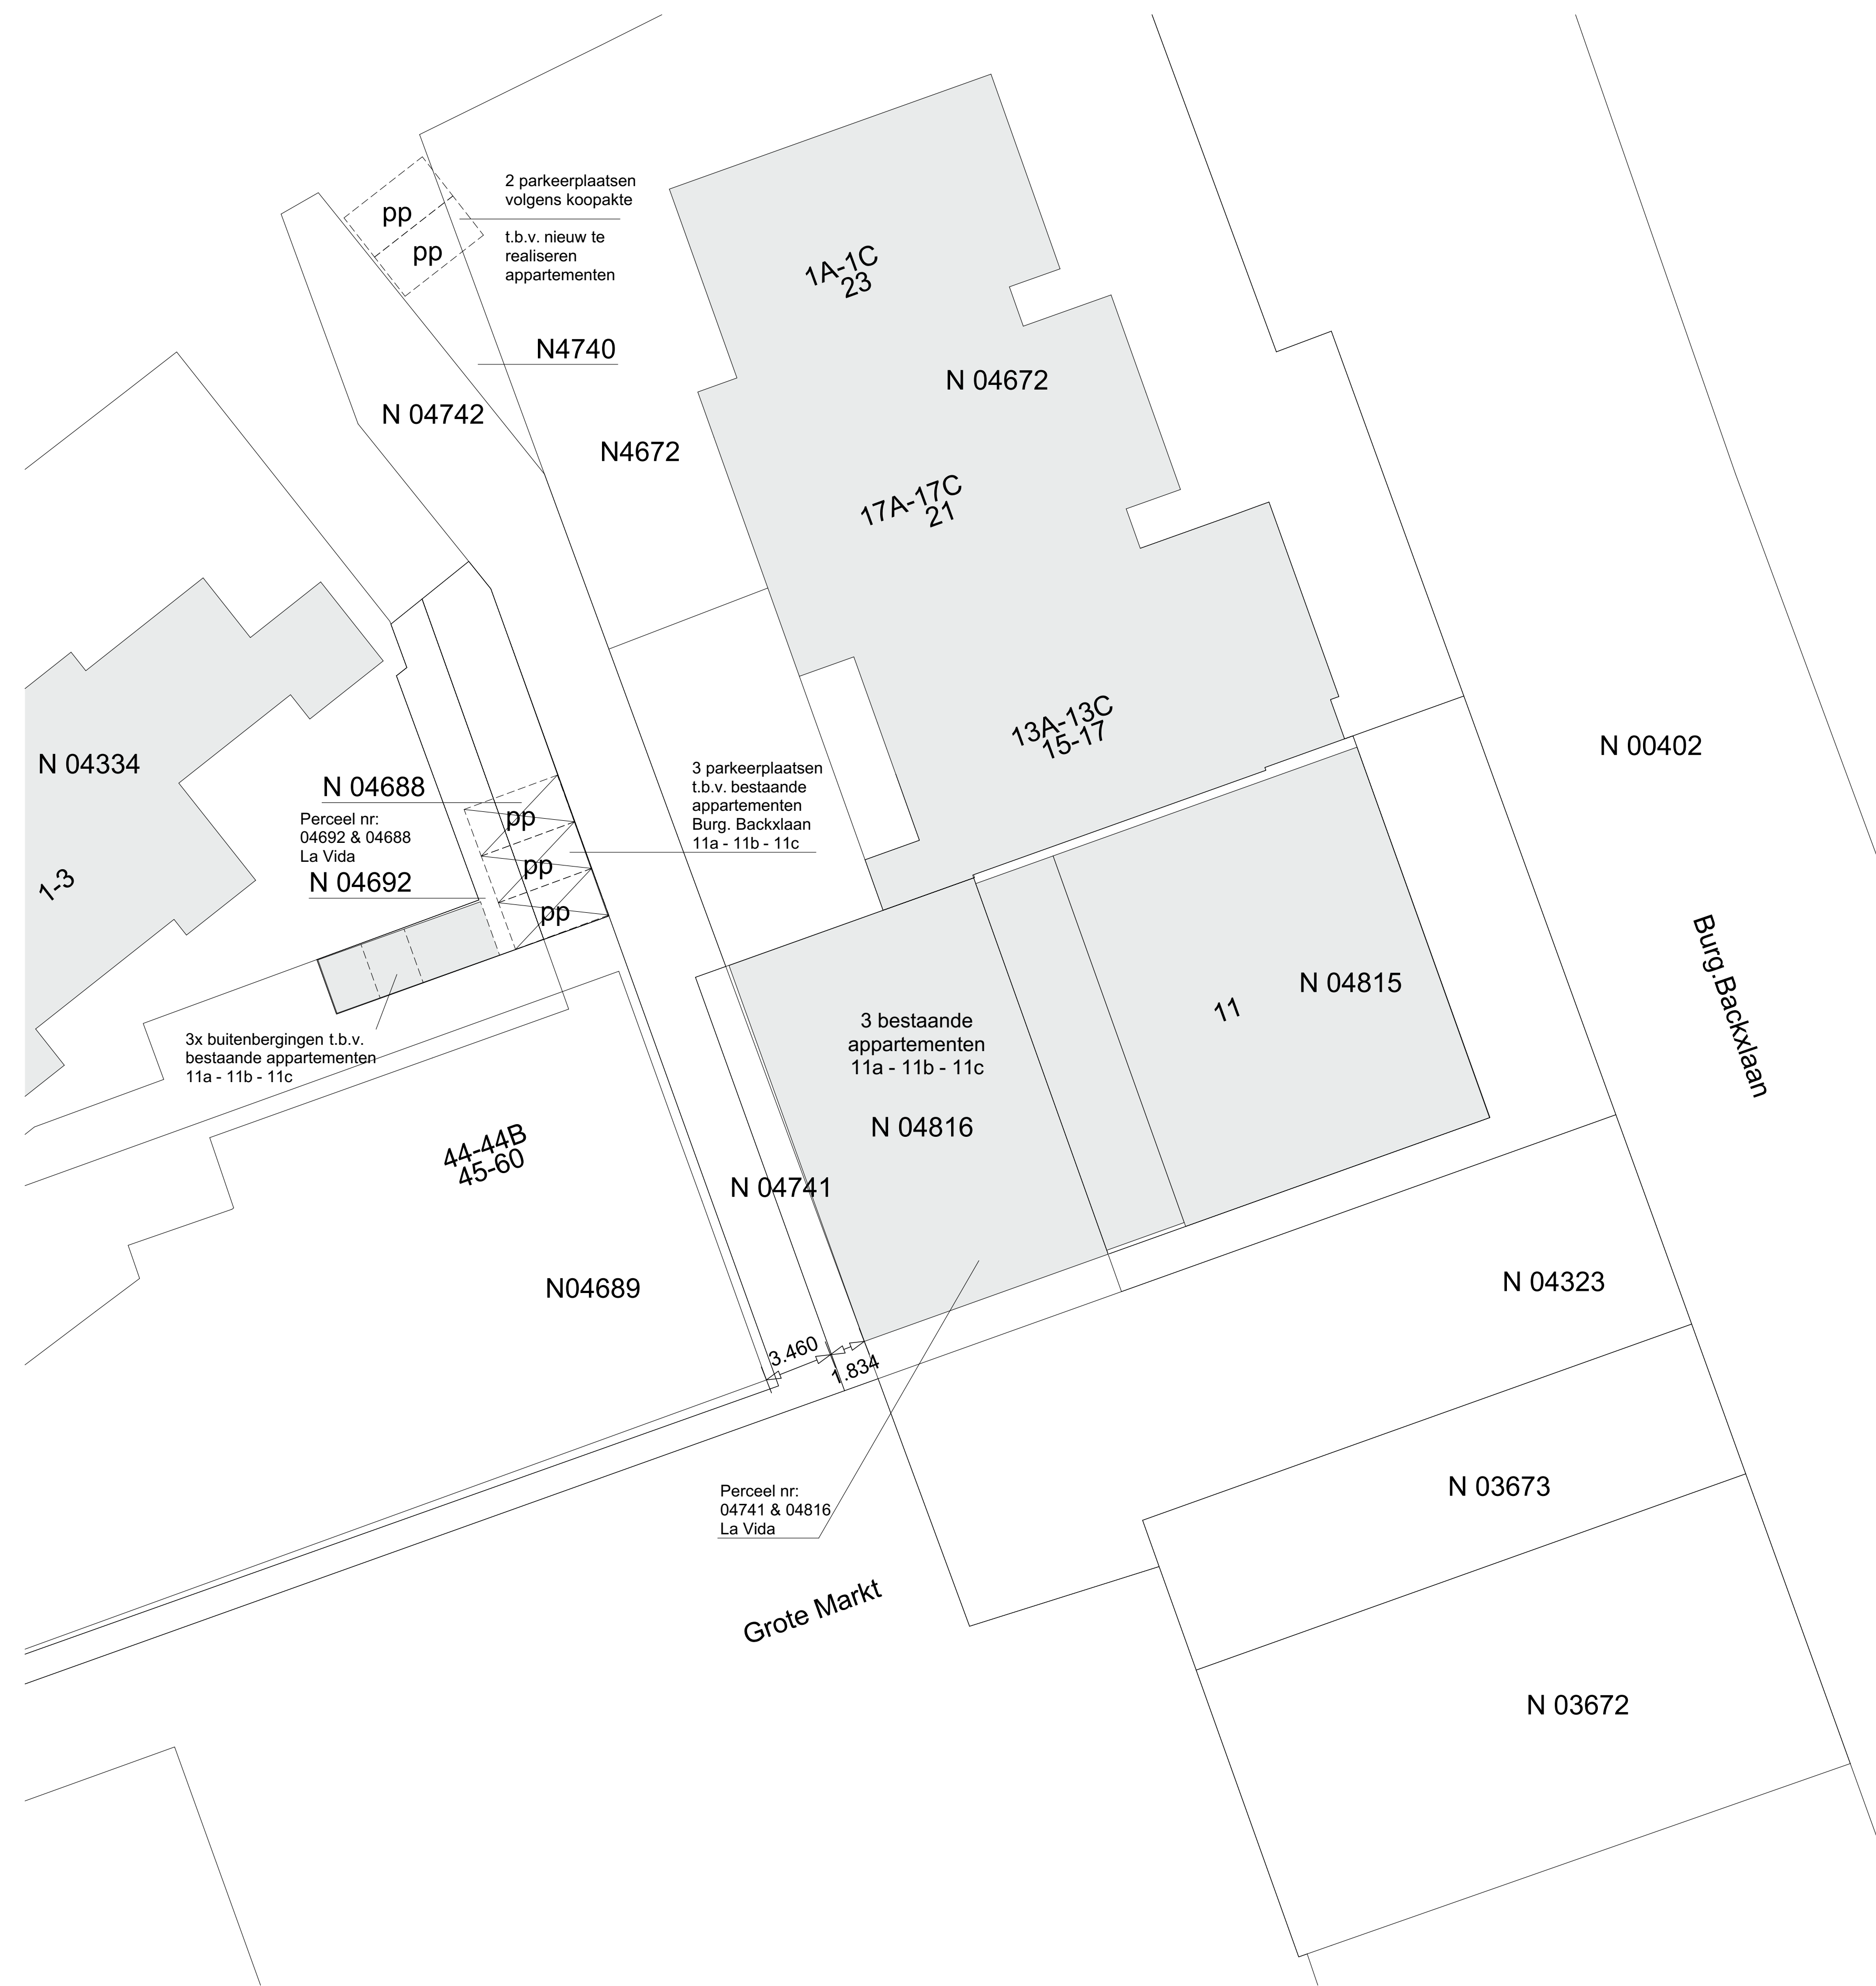 2 parkeerplaatsen
volgens koopakte
t.b.v. nieuw te
realiseren
appartementen
pp
pp
1A-1C
23
N4740
N 04672
N 04742
N4672
17A-17C
21
13A-13C
15-17
N 00402
N 04334
1-3
N 04688
Perceel nr:
04692 & 04688
La Vida
N 04692
pp
pp
pp
3 parkeerplaatsen
t.b.v. bestaande
appartementen
Burg. Backxlaan
11a - 11b - 11c
3x buitenbergingen t.b.v.
bestaande appartementen
11a - 11b - 11c
N 04815
11
Burg.Backxlaan
3 bestaande
appartementen
11a - 11b - 11c
N 04816
44-44B
45-60
N 04741
N04689
N 04323
3.460
1.834
Perceel nr:
04741 & 04816
La Vida
N 03673
Grote Markt
N 03672